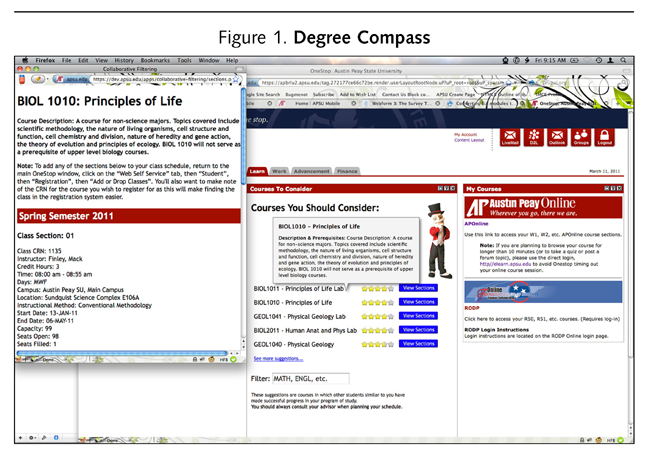 Figure 1. Degree Compass
Firefox File Edit View History Bookmarks Tools Window Help
Fri 9:15 AM
Collaborative Filtering
OneStop: Austin Peay State University
https://dev.apsu.edu/apps/collaborative-filtering/sections.p
BIOL 1010: Principles of Life
Course Description: A course for non-science majors. Topics covered include
scientific methodology, the nature of living organisms, cell structure and
function, cell chemistry and division, nature of heredity and gene action,
the theory of evolution and principles of ecology. BIOL 1010 will not serve as
a prerequisite of upper level biology courses.
Note: To add any of the sections below to your class schedule, return to the
main OneStop window, click on the "Web Self Service" tab, then "Student",
then "Registration", then "Add or Drop Classes". You'll also want to make note
of the CRN for the course you wish to register for as this will make finding the
class in the registration system easier.
Spring Semester 2011
Class Section: 01
Class CRN: 1135
Instructor: Finley, Mack
Credit Hours: 3
Time: 08:00 am - 08:55 am
Days: MWF
Campus: Austin Peay SU, Main Campus
Location: Sundquist Science Complex E106A
Instructional Method: Conventional Methodology
Start Date: 13-JAN-11
End Date: 06-MAY-11
Capacity: 99
Seats Open: 98
Seats Filled: 1
Done
Bookmarks Subscribe Add to Wish List Contact Us Block co... APSU Create Page
APSU Home APSU Mobile Webform 3: The Survey T...
e stop.
My Account
Content Layout
LiveMail D2L Outlook Groups Logout
Learn Work Advancement Finance
March 11, 2011
Courses To Consider
Courses You Should Consider:
BIOL1010 - Principles of Life
Description & Prerequisites: Course Description: A course
for non-science majors. Topics covered include scientific
methodology, the nature of living organisms, cell structure
and function, cell chemistry and division, nature of heredity
and gene action, the theory of evolution and principles of
ecology. BIOL 1010 will not serve as a prerequisite of upper
level biology courses.
BIOL1011 - Principles of Life Lab View Sections
BIOL1010 - Principles of Life View Sections
GEOL1041 - Physical Geology Lab View Sections
BIOL2011 - Human Anat and Phys Lab View Sections
GEOL1040 - Physical Geology View Sections
See more suggestions...
Filter: MATH, ENGL, etc.
These suggestions are courses in which other students similar to you have
made successful progress in your program of study.
You should always consult your advisor when planning your schedule.
My Courses
AP Austin Peay Online
Wherever you go, there we are.
APOnline
Use this link to access your W1, W2, etc. APOnline course sections.
Note: If you are planning to browse your course for
longer than 10 minutes (or to take a quiz or post a
forum topic), please use the direct login,
http://elearn.apsu.edu to avoid Onestop timing out
your online course session.
Online
RODP
Click here to access your R50, R51, etc. courses. (Requires log-in)
RODP Login Instructions
Login instructions are located on the RODP Online login page.